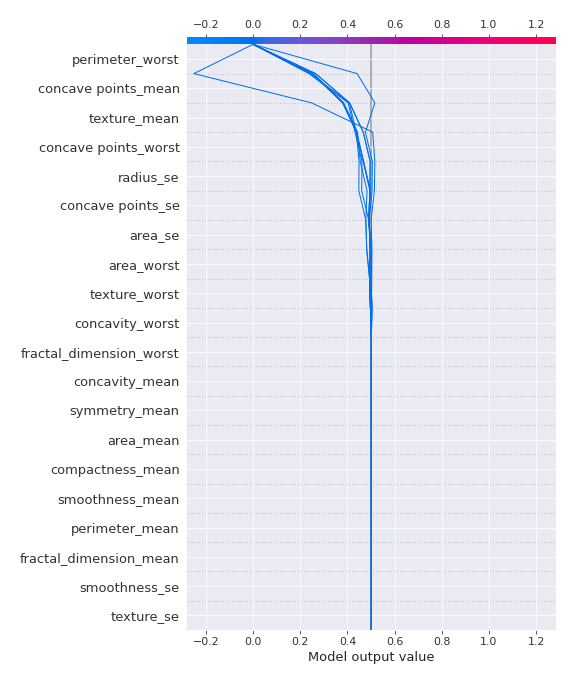 −0.2 0.0 0.2 0.4 0.6 0.8 1.0 1.2
perimeter_worst
concave points_mean
texture_mean
concave points_worst
radius_se
concave points_se
area_se
area_worst
texture_worst
concavity_worst
fractal_dimension_worst
concavity_mean
symmetry_mean
area_mean
compactness_mean
smoothness_mean
perimeter_mean
fractal_dimension_mean
smoothness_se
texture_se
−0.2 0.0 0.2 0.4 0.6 0.8 1.0 1.2
Model output value